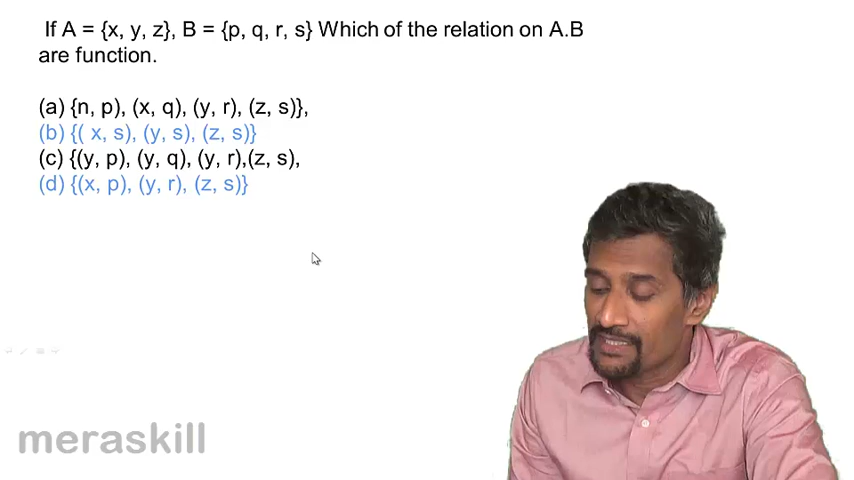 If A = {x, y, z}, B = {p, q, r, s} Which of the relation on A.B
are function.
(a) {n, p), (x, q), (y, r), (z, s)},
(b) {( x, s), (y, s), (z, s)}
(c) {(y, p), (y, q), (y, r),(z, s),
(d) {(x, p), (y, r), (z, s)}
meraskill